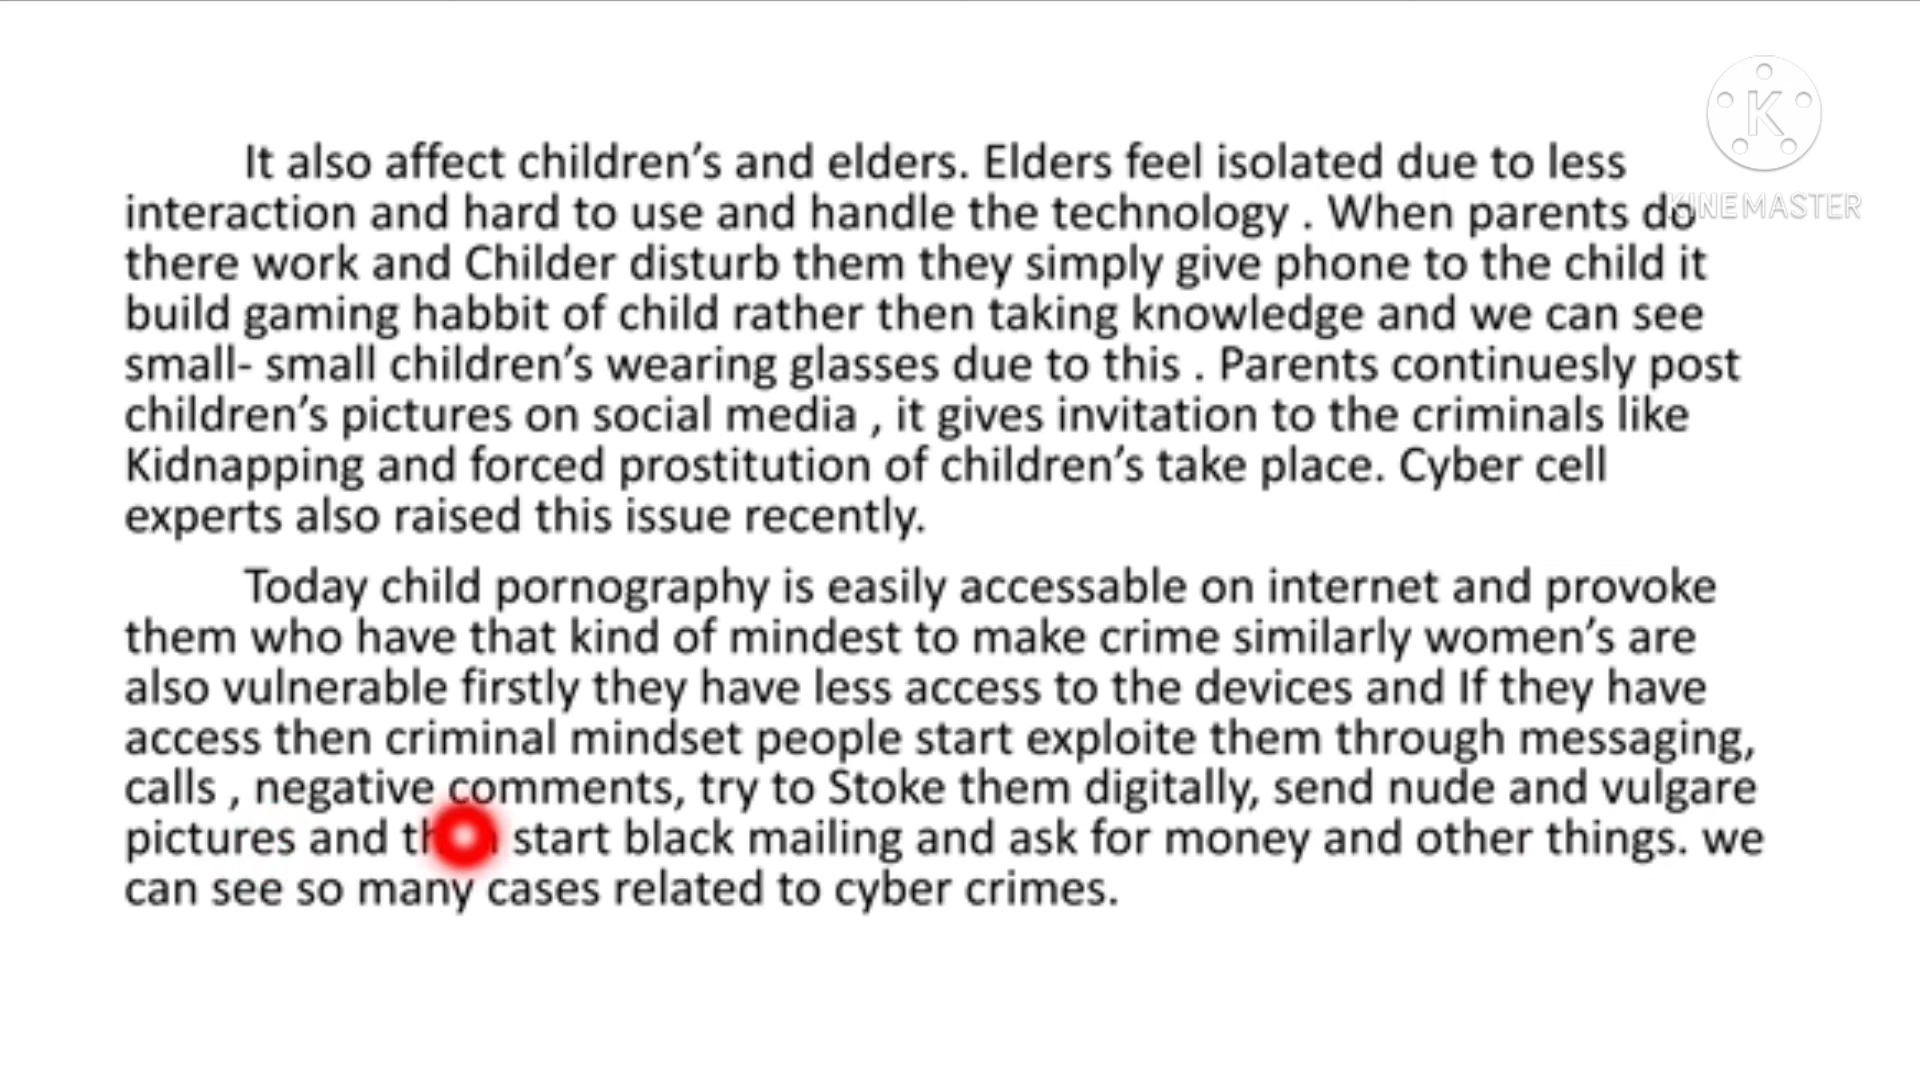 K
KINEMASTER
It also affect children's and elders. Elders feel isolated due to less
interaction and hard to use and handle the technology . When parents do
there work and Childer disturb them they simply give phone to the child it
build gaming habbit of child rather then taking knowledge and we can see
small- small children's wearing glasses due to this . Parents continuesly post
children's pictures on social media , it gives invitation to the criminals like
Kidnapping and forced prostitution of children's take place. Cyber cell
experts also raised this issue recently.
Today child pornography is easily accessable on internet and provoke
them who have that kind of mindest to make crime similarly women's are
also vulnerable firstly they have less access to the devices and If they have
access then criminal mindset people start exploite them through messaging,
calls , negative comments, try to Stoke them digitally, send nude and vulgare
pictures and start black mailing and ask for money and other things. we
can see so many cases related to cyber crimes.